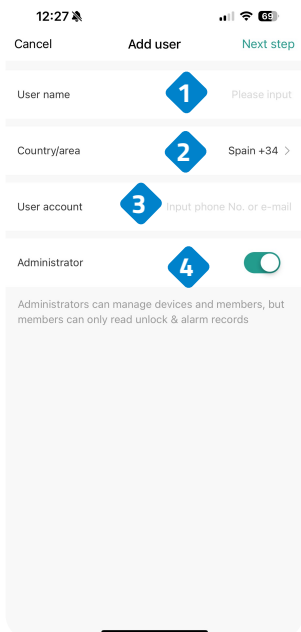 12:27
69
Cancel Add user Next step
User name 1 Please input
Country/area 2 Spain +34
User account 3 Input phone No. or e-mail
Administrator 4
Administrators can manage devices and members, but
members can only read unlock & alarm records